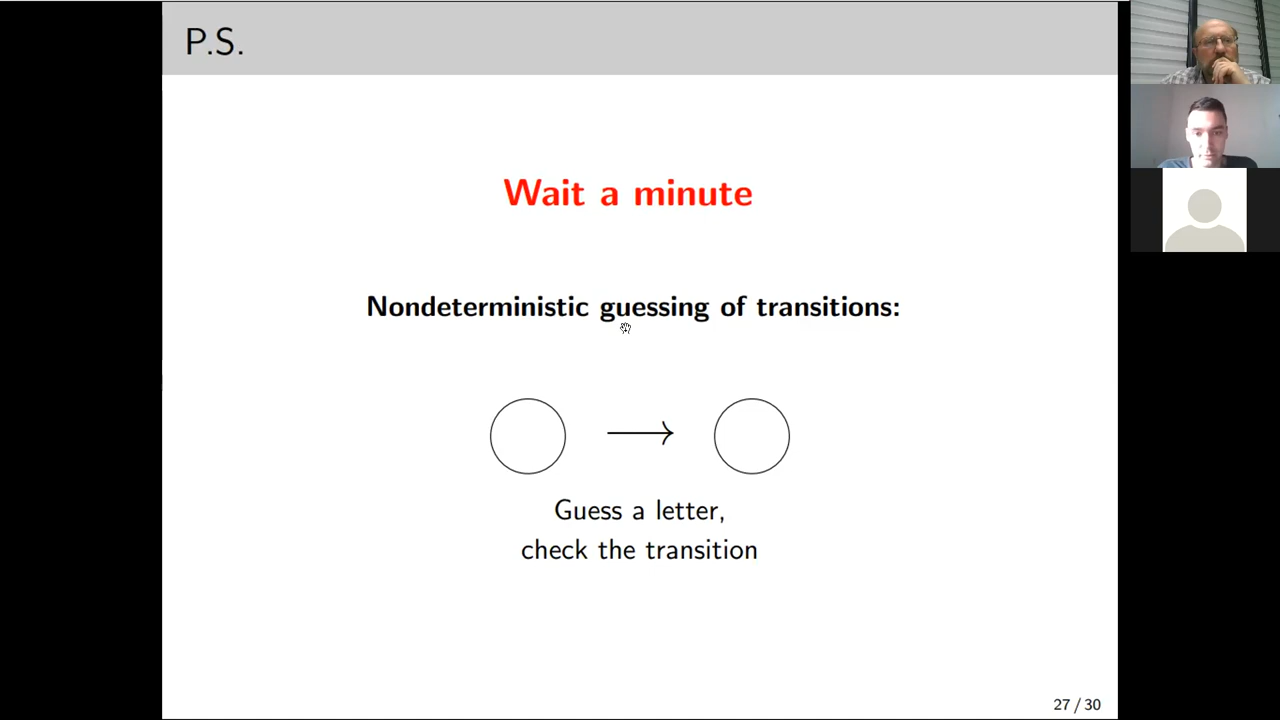 P.S.
Wait a minute
Nondeterministic guessing of transitions:
Guess a letter,
check the transition
27 / 30